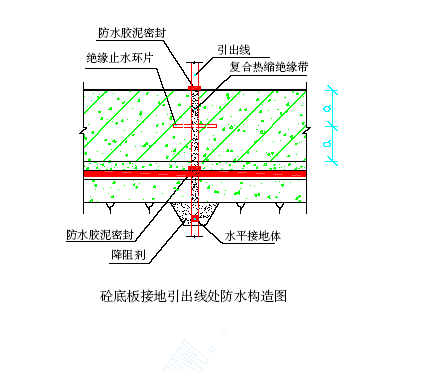 防水胶泥密封
引出线
绝缘止水环片
复合热缩绝缘带
防水胶泥密封
水平接地体
降阻剂
砼底板接地引出线处防水构造图